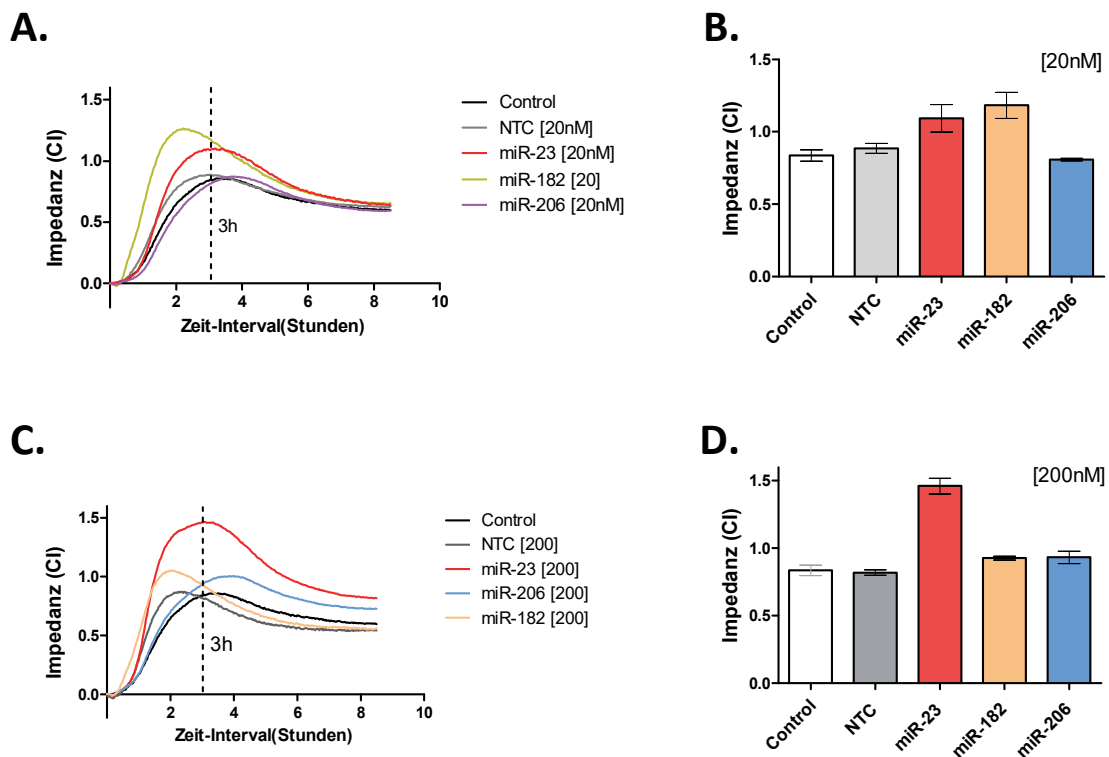 A.
Impedanz (CI)
1.5
1.0
0.5
0.0
2
4
6
8
10
Zeit-Interval(Stunden)
3h
Control
NTC [20nM]
miR-23 [20nM]
miR-182 [20]
miR-206 [20nM]
B.
[20nM]
Impedanz (CI)
1.5
1.0
0.5
0.0
Control
NTC
miR-23
miR-182
miR-206
C.
Impedanz (CI)
1.5
1.0
0.5
0.0
2
4
6
8
10
Zeit-Interval(Stunden)
3h
Control
NTC [200]
miR-23 [200]
miR-206 [200]
miR-182 [200]
D.
[200nM]
Impedanz (CI)
1.5
1.0
0.5
0.0
Control
NTC
miR-23
miR-182
miR-206